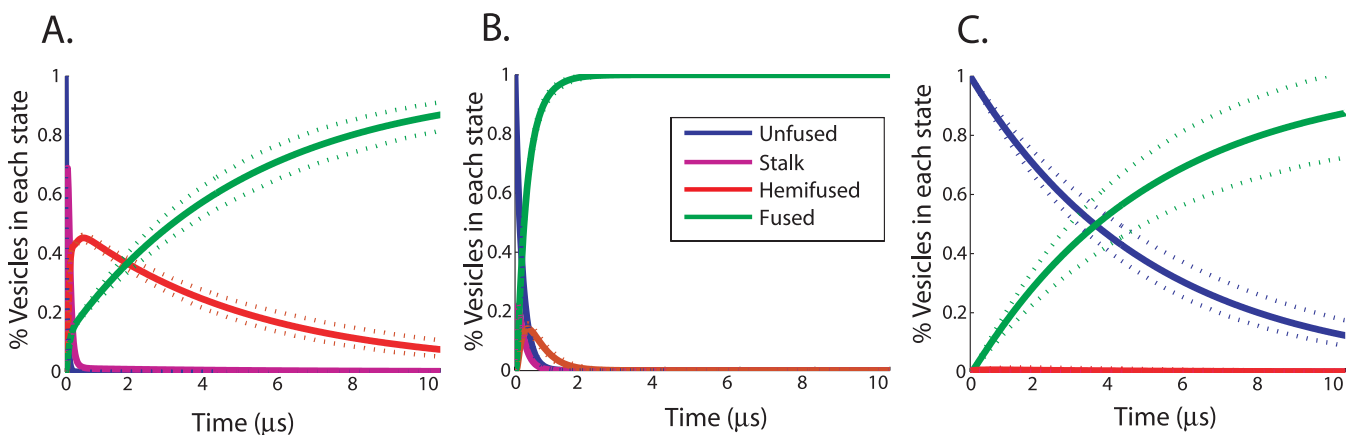 A.
B.
C.
% Vesicles in each state
1
0.8
0.6
0.4
0.2
0
0 2 4 6 8 10
Time (μs)
% Vesicles in each state
1
0.8
0.6
0.4
0.2
0
0 2 4 6 8 10
Time (μs)
Unfused
Stalk
Hemifused
Fused
% Vesicles in each state
1
0.8
0.6
0.4
0.2
0
0 2 4 6 8 10
Time (μs)